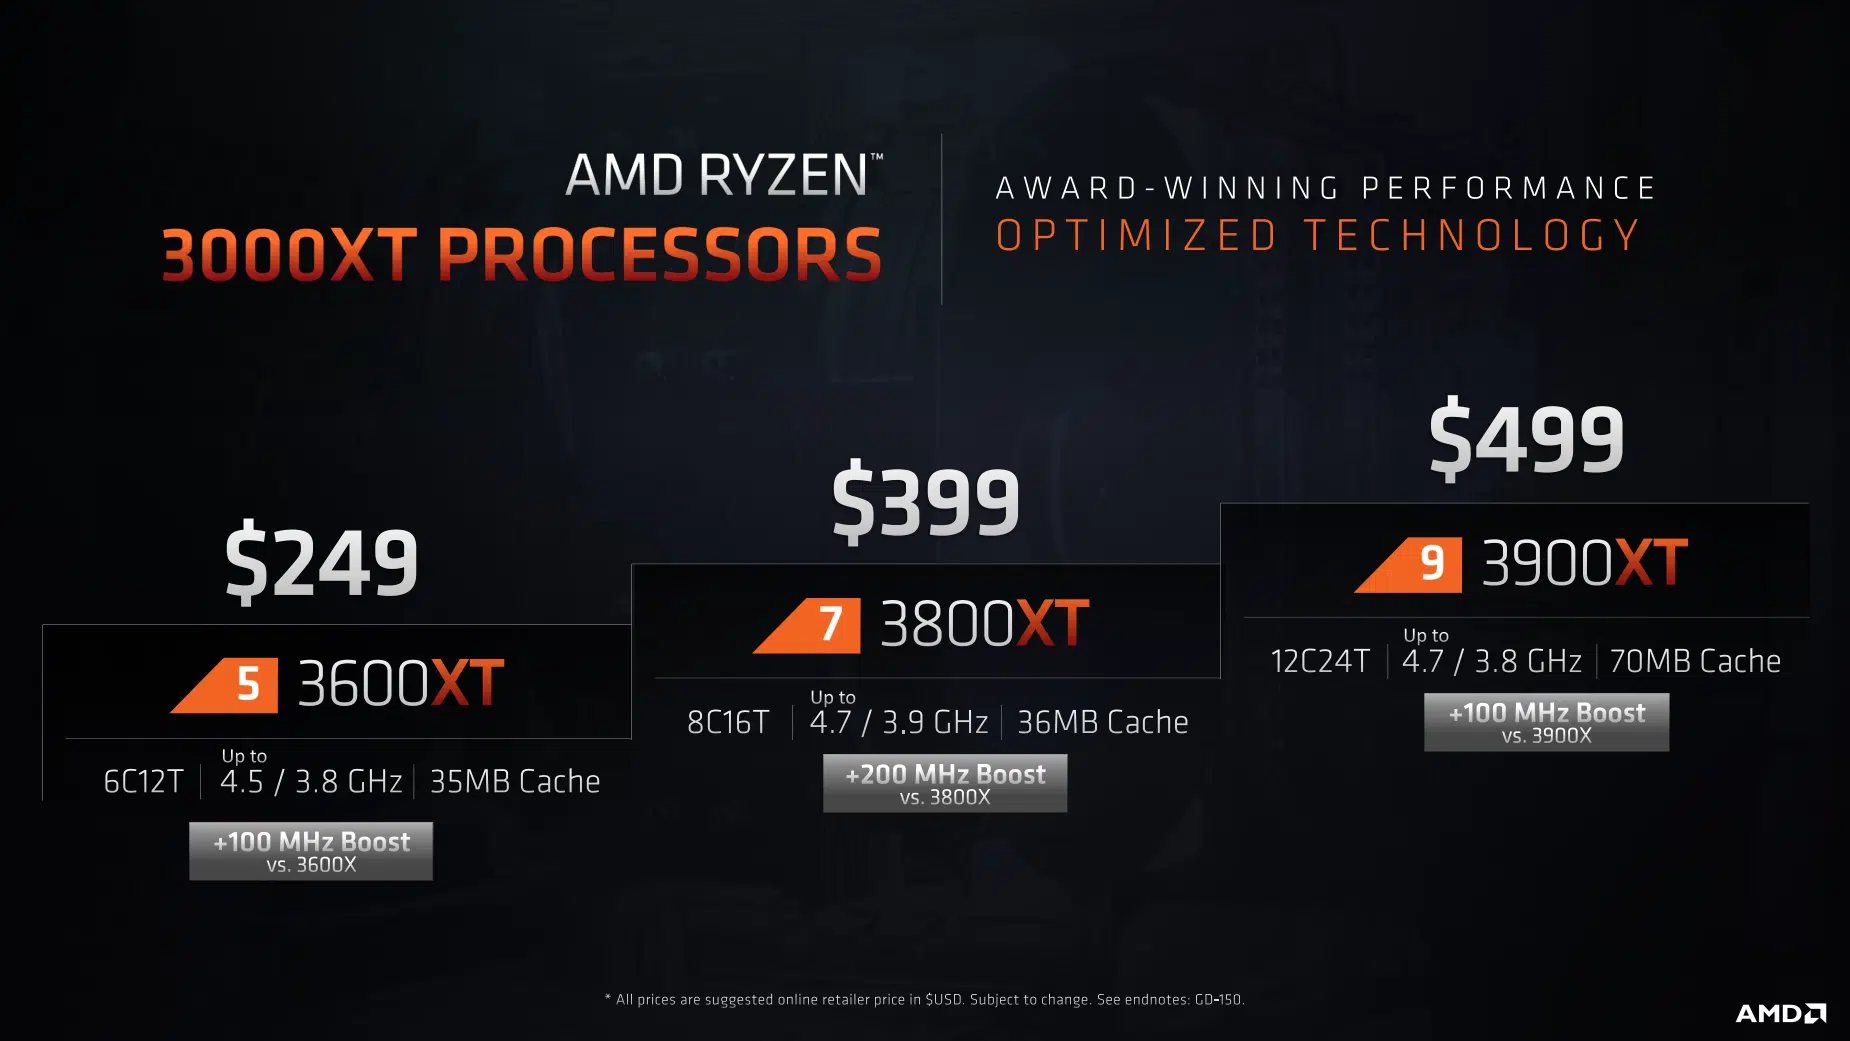 AMD RYZEN™
3000XT PROCESSORS
AWARD-WINNING PERFORMANCE
OPTIMIZED TECHNOLOGY
$249
5 3600XT
Up to
6C12T | 4.5 / 3.8 GHz | 35MB Cache
+100 MHz Boost
vs. 3600X
$399
7 3800XT
Up to
8C16T | 4.7 / 3.9 GHz | 36MB Cache
+200 MHz Boost
vs. 3800X
$499
9 3900XT
Up to
12C24T | 4.7 / 3.8 GHz | 70MB Cache
+100 MHz Boost
vs. 3900X
* All prices are suggested online retailer price in $USD. Subject to change. See endnotes: GD-150.
AMD